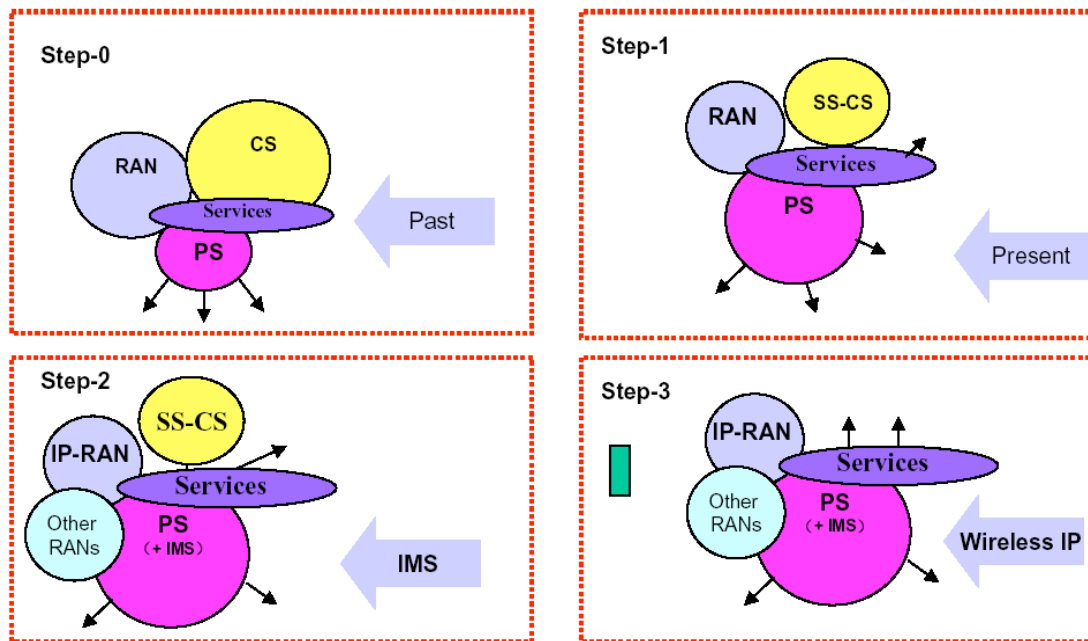 Step-0
RAN
CS
Services
PS
Past
Step-1
RAN
SS-CS
Services
PS
Present
Step-2
SS-CS
IP-RAN
Services
Other
RANs
PS
(+ IMS)
IMS
Step-3
IP-RAN
Services
Other
RANs
PS
(+ IMS)
Wireless IP